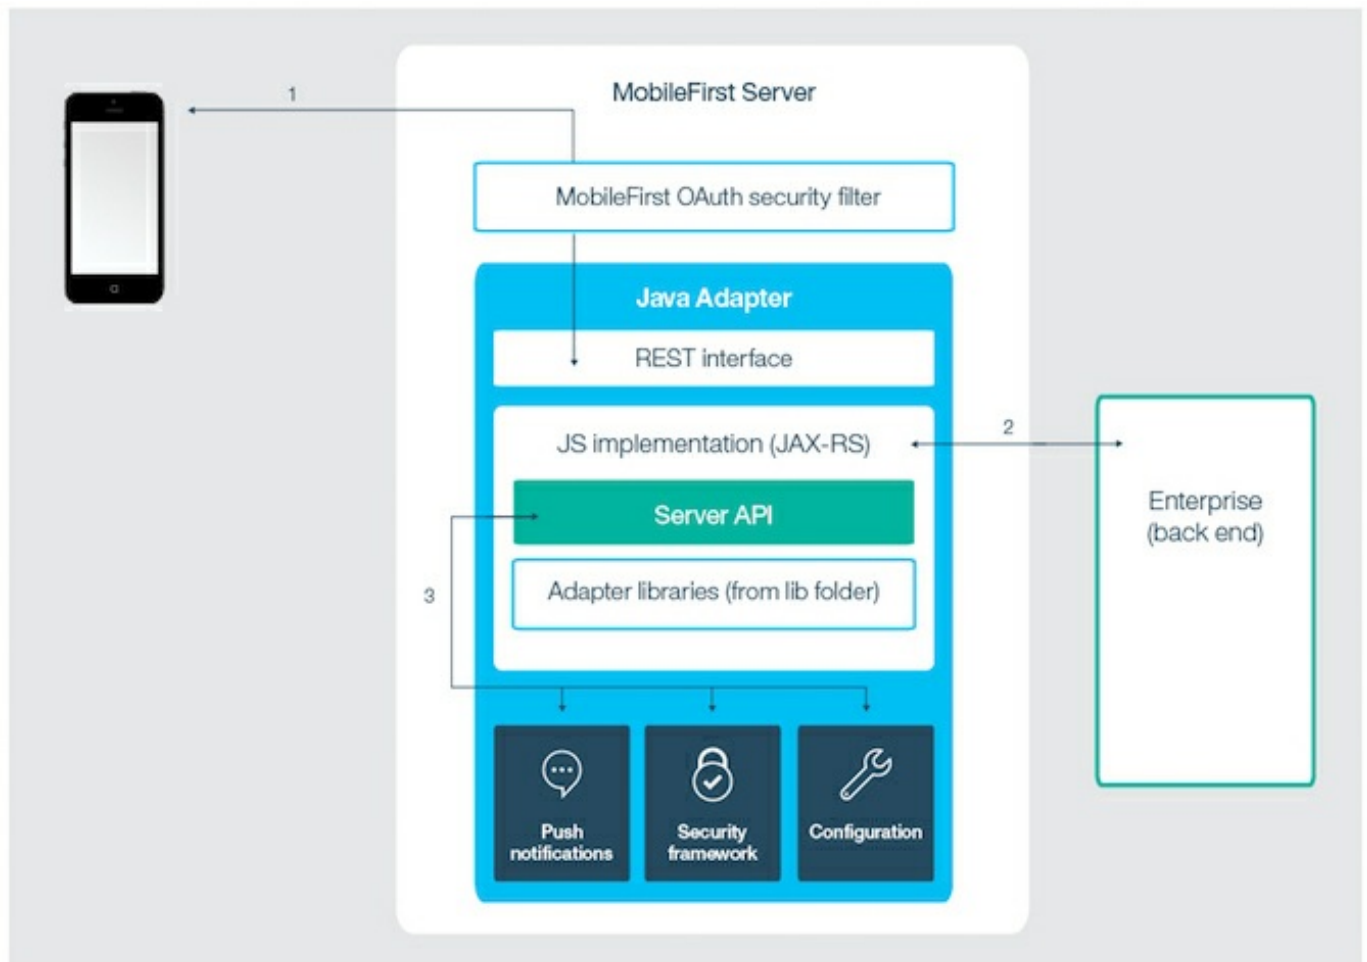 1
MobileFirst Server
MobileFirst OAuth security filter
Java Adapter
REST interface
JS implementation (JAX-RS)
2
Server API
Enterprise
(back end)
3
Adapter libraries (from lib folder)
Push
notifications
Security
framework
Configuration